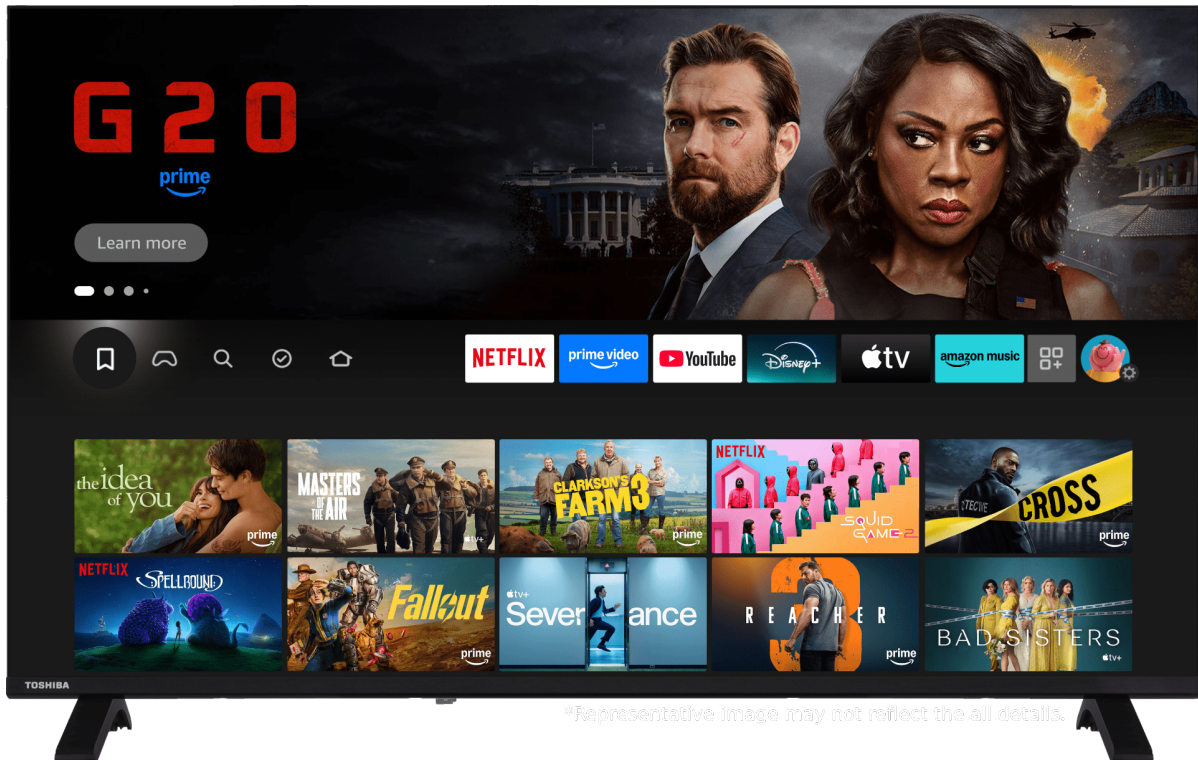 G20
prime
Learn more
NETFLIX
prime video
YouTube
Disney+
tv
amazon music
the idea
of you
prime
MASTERS
OF THE AIR
tv+
CLARKSON'S
FARM3
prime
NETFLIX
SQUID
GAME 2
DETECTIVE
CROSS
prime
NETFLIX
SPELLBOUND
Fallout
prime
tv+
Severance
3
REACHER
prime
BAD SISTERS
tv+
TOSHIBA
*Representative image may not reflect the all details.